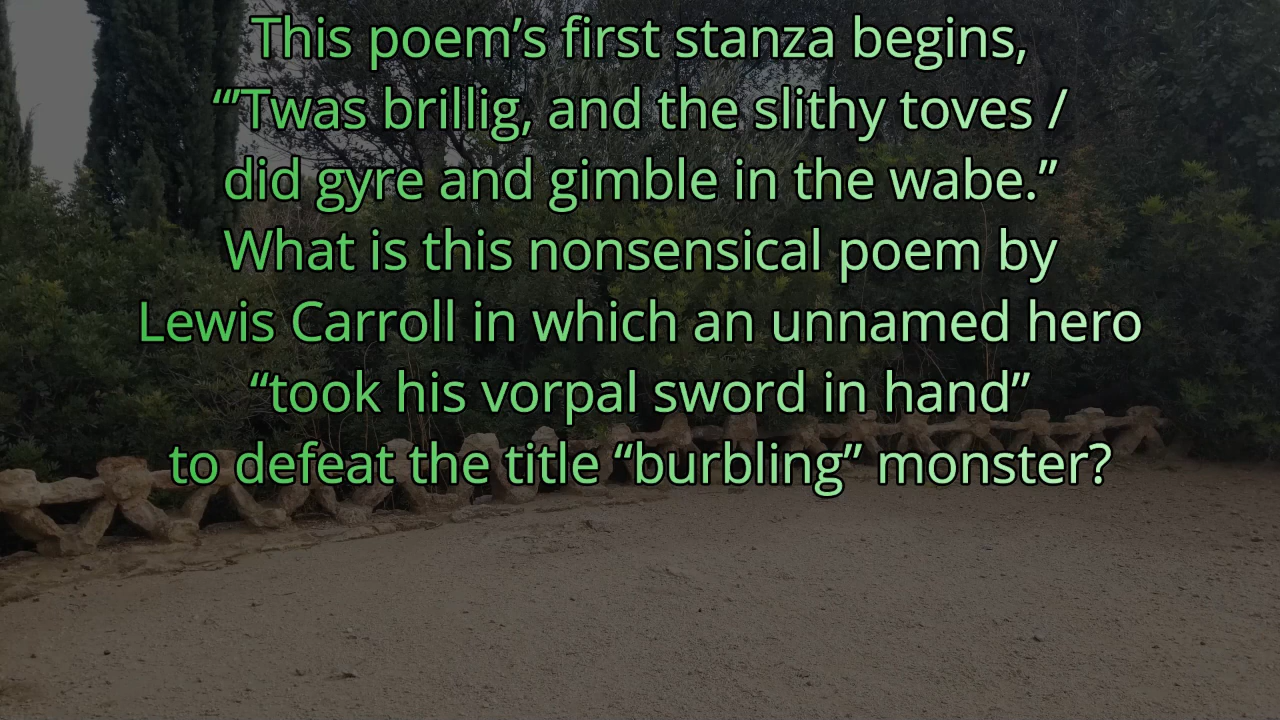 This poem’s first stanza begins,
“’Twas brillig, and the slithy toves /
did gyre and gimble in the wabe.”
What is this nonsensical poem by
Lewis Carroll in which an unnamed hero
“took his vorpal sword in hand”
to defeat the title “burbling” monster?